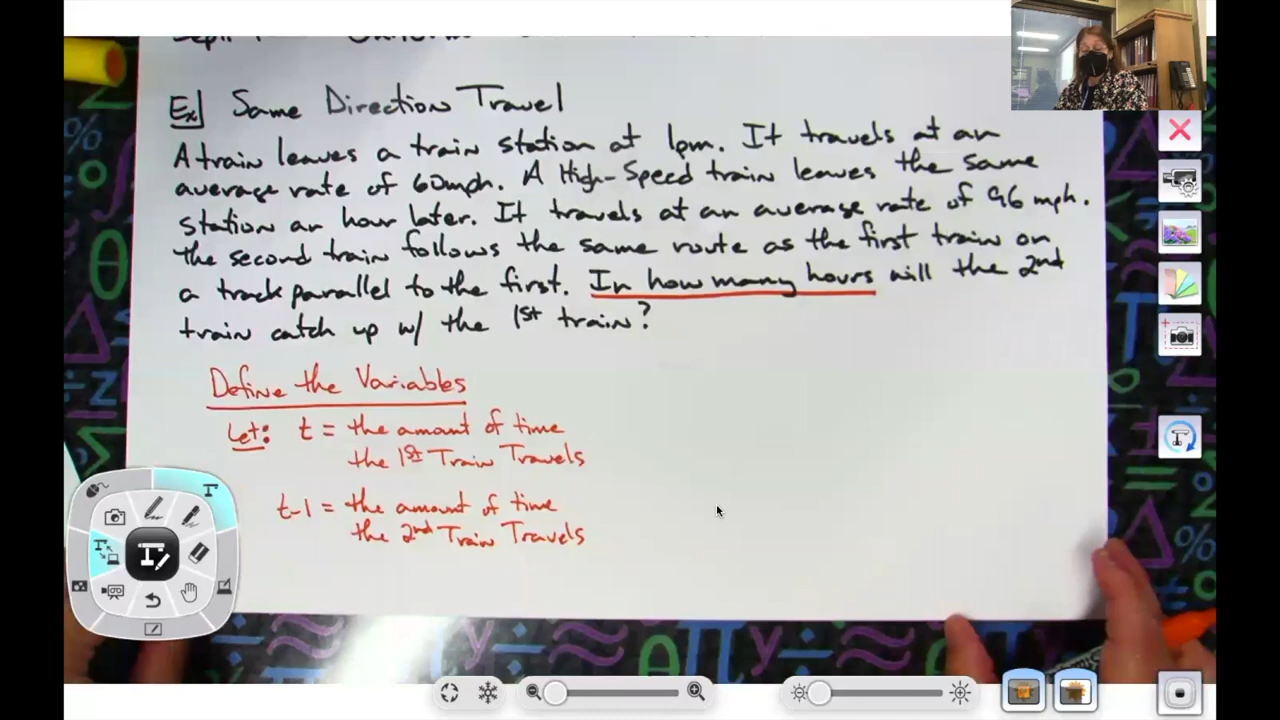 Ex] Same Direction Travel
A train leaves a train station at 1pm. It travels at an
average rate of 60mph. A High-Speed train leaves the same
station an hour later. It travels at an average rate of 96 mph.
The second train follows the same route as the first train on
a track parallel to the first. In how many hours will the 2nd
train catch up w/ the 1st train?
Define the Variables
Let: t = the amount of time
the 1st Train Travels
t-1 = the amount of time
the 2nd Train Travels